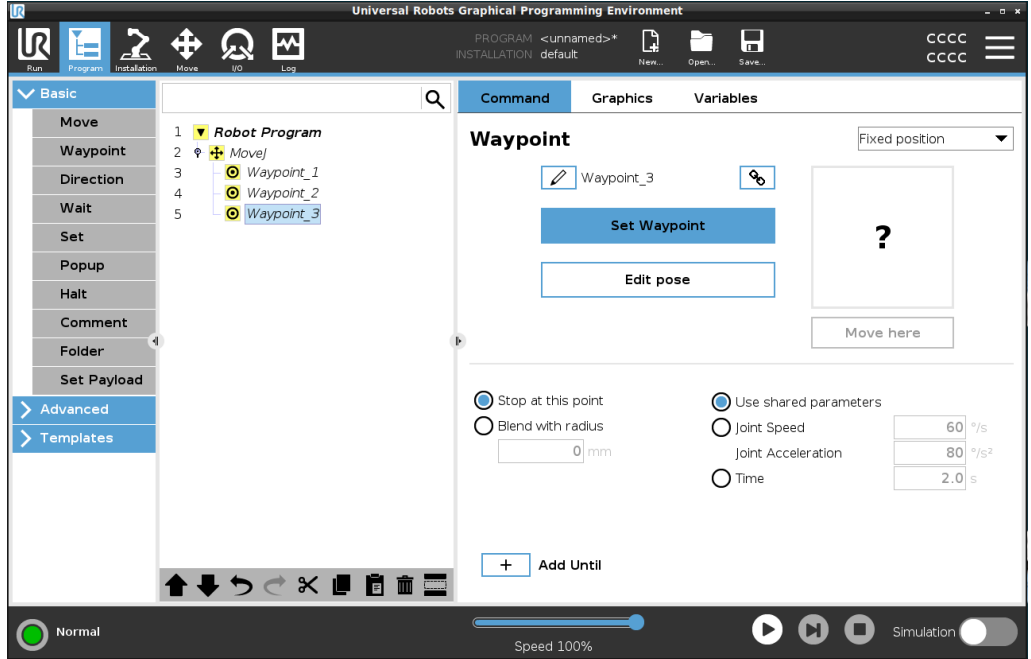 Universal Robots Graphical Programming Environment
UR
Run
Program
Installation
Move
I/O
Log
PROGRAM <unnamed>*
INSTALLATION default
New...
Open...
Save...
CCCC
CCCC
Basic
Move
Waypoint
Direction
Wait
Set
Popup
Halt
Comment
Folder
Set Payload
Advanced
Templates
1 Robot Program
2 MoveJ
3 Waypoint_1
4 Waypoint_2
5 Waypoint_3
Command Graphics Variables
Waypoint
Fixed position
Waypoint_3
Set Waypoint
Edit pose
?
Move here
Stop at this point
Blend with radius
0 mm
Use shared parameters
Joint Speed 60 °/s
Joint Acceleration 80 °/s²
Time 2.0 s
+ Add Until
Normal
Speed 100%
Simulation